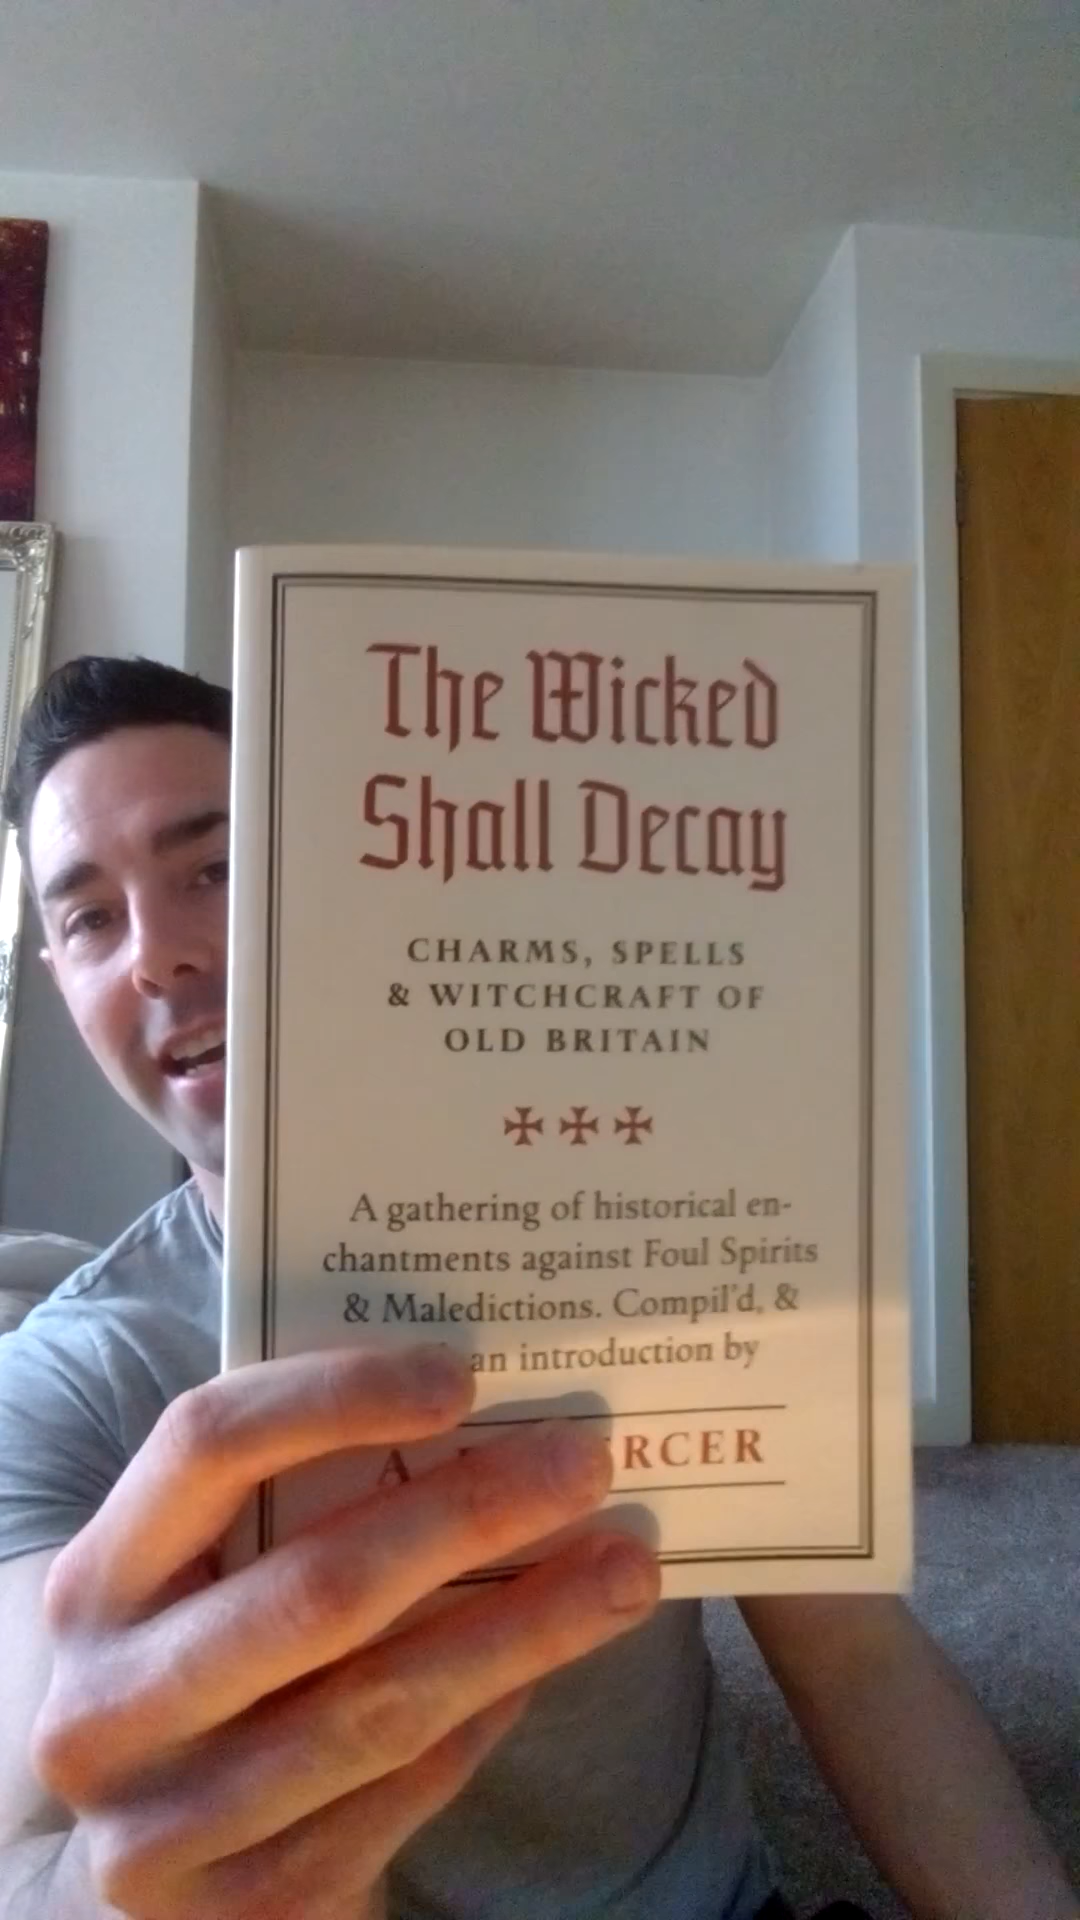 The Wicked
Shall Decay
CHARMS, SPELLS
& WITCHCRAFT OF
OLD BRITAIN
A gathering of historical en-
chantments against Foul Spirits
& Maledictions. Compil'd, &
an introduction by
A